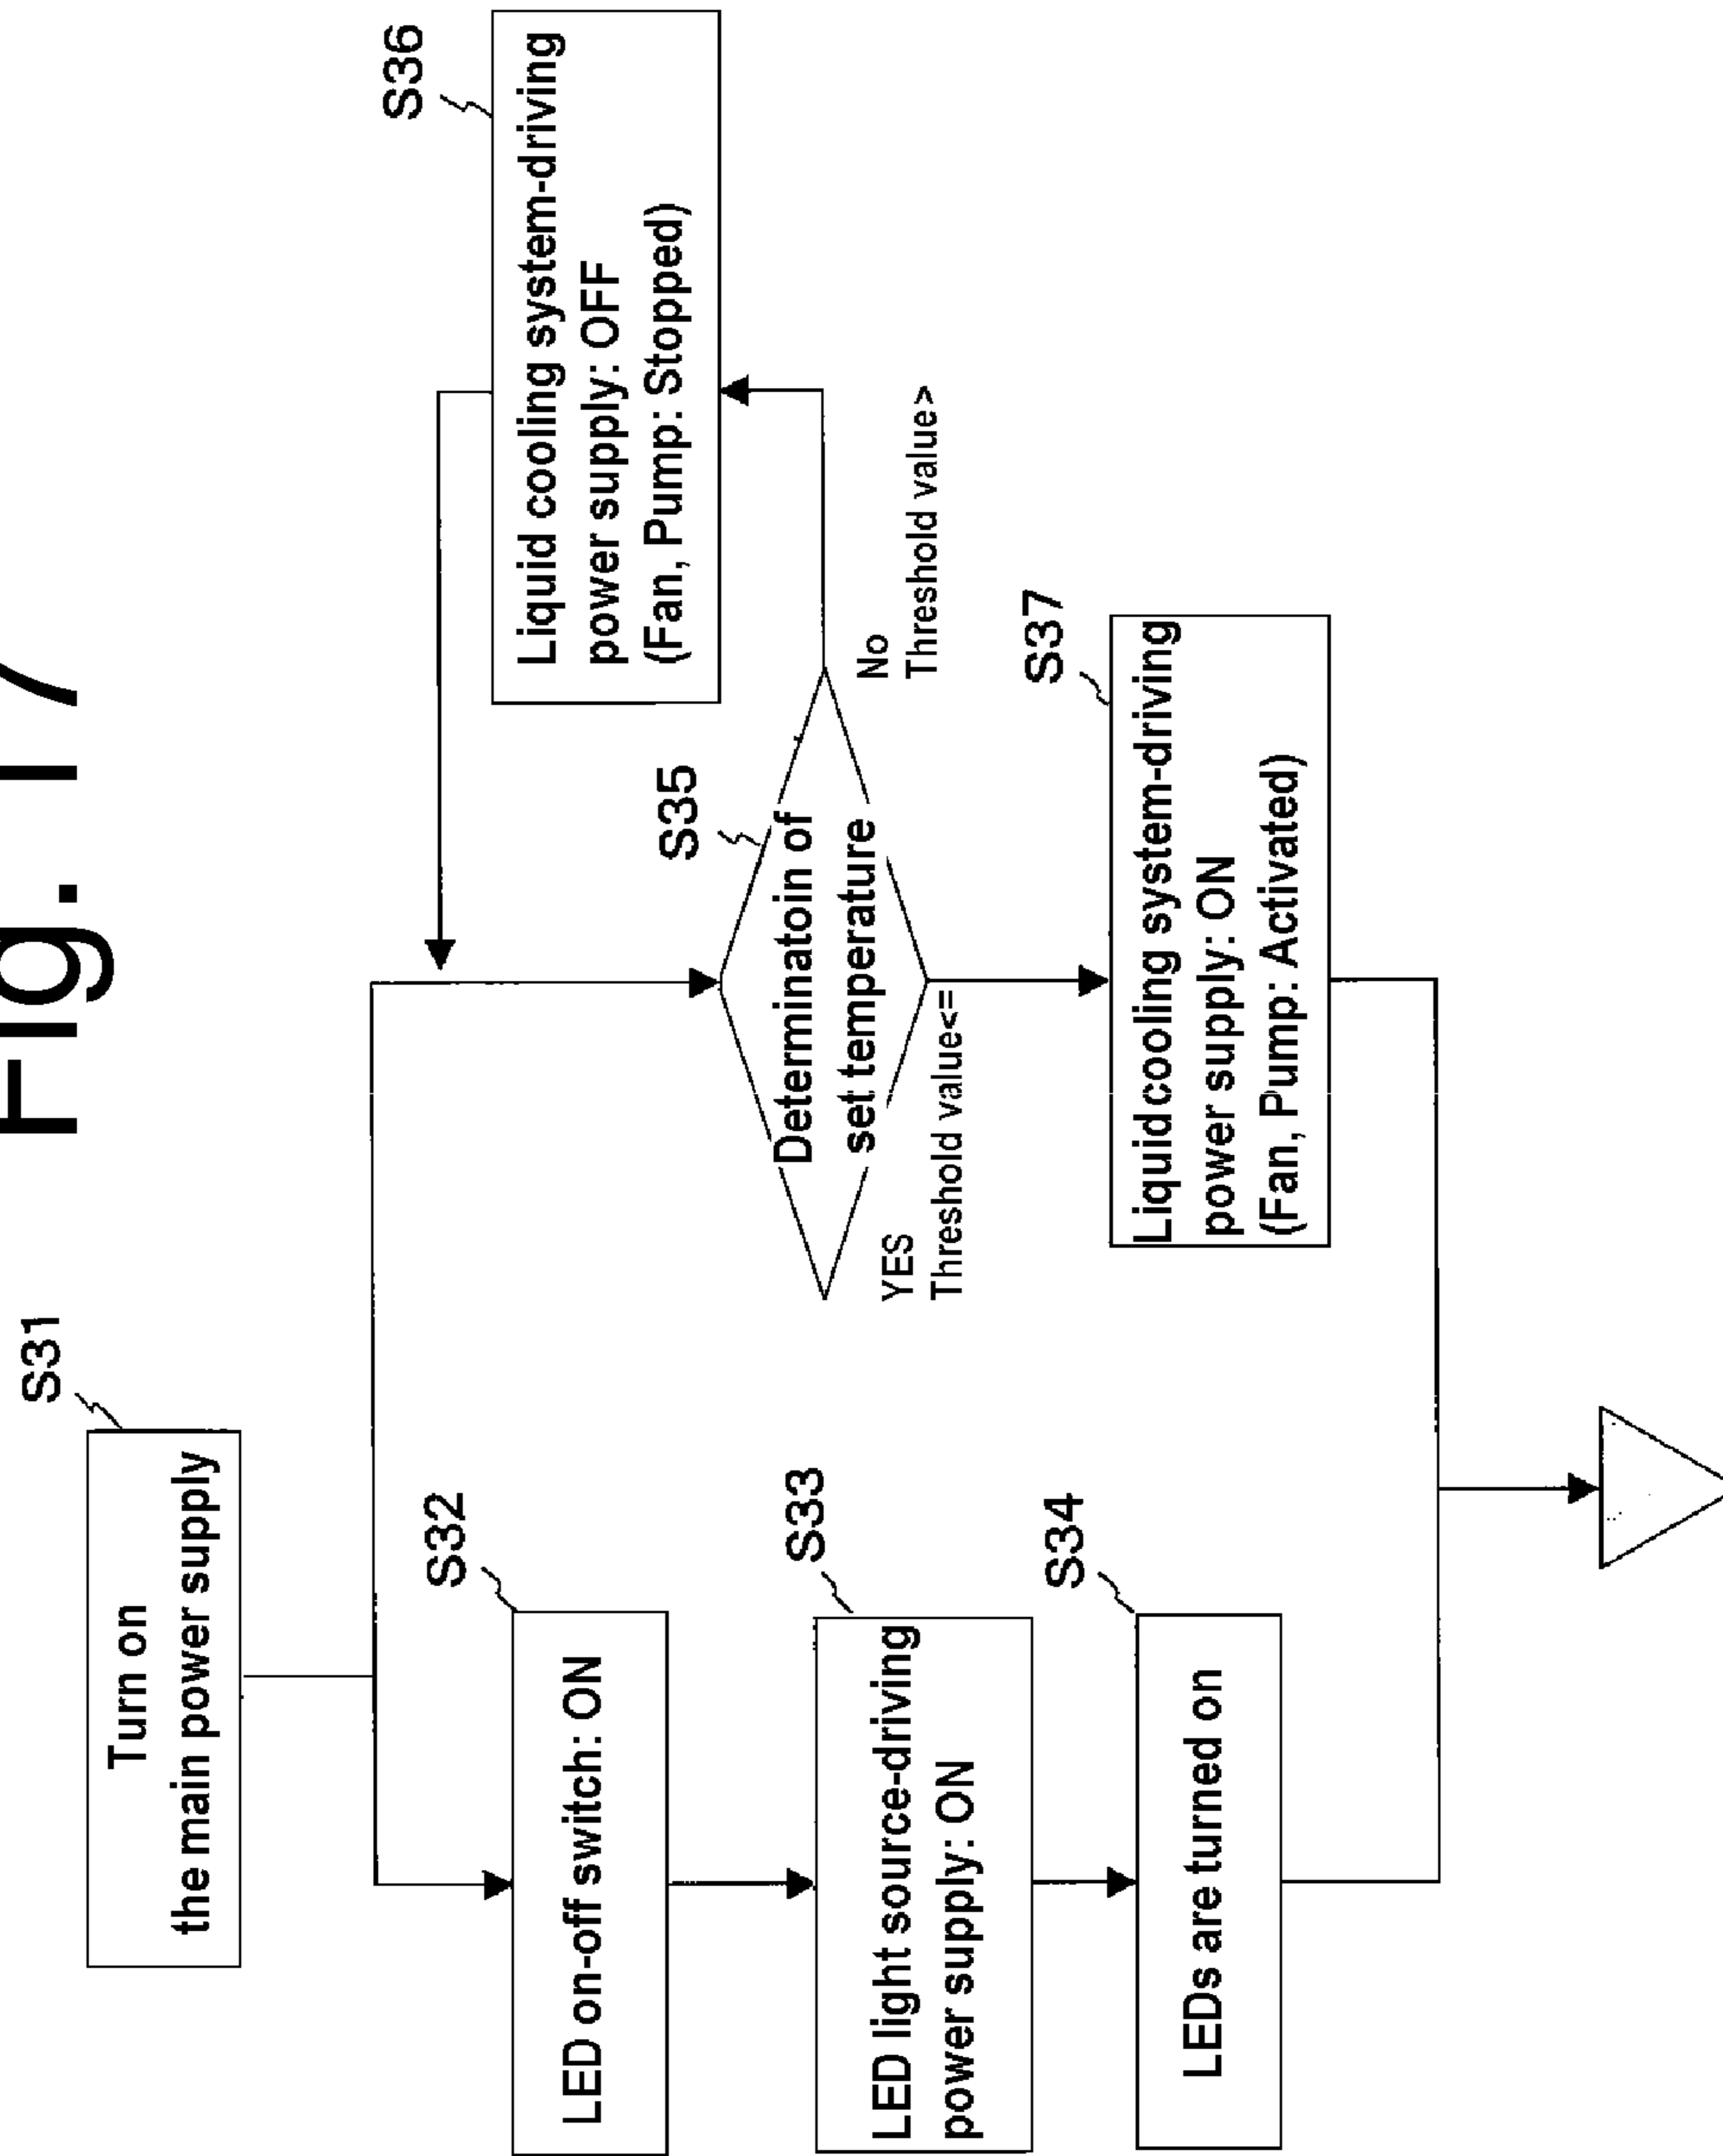 Fig. 17
S31
Turn on
the main power supply
S32
LED on-off switch: ON
S33
LED light source-driving
power supply: ON
S34
LEDs are turned on
S35
Determinatoin of
set temperature
YES
Threshold value<=
No
Threshold value>
S36
Liquid cooling system-driving
power supply: OFF
(Fan, Pump: Stopped)
S37
Liquid cooling system-driving
power supply: ON
(Fan, Pump: Activated)